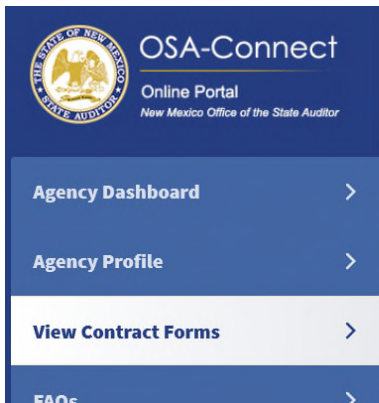 THE STATE OF NEW MEXICO
STATE AUDITOR
OSA-Connect
Online Portal
New Mexico Office of the State Auditor
Agency Dashboard
Agency Profile
View Contract Forms
FAQs